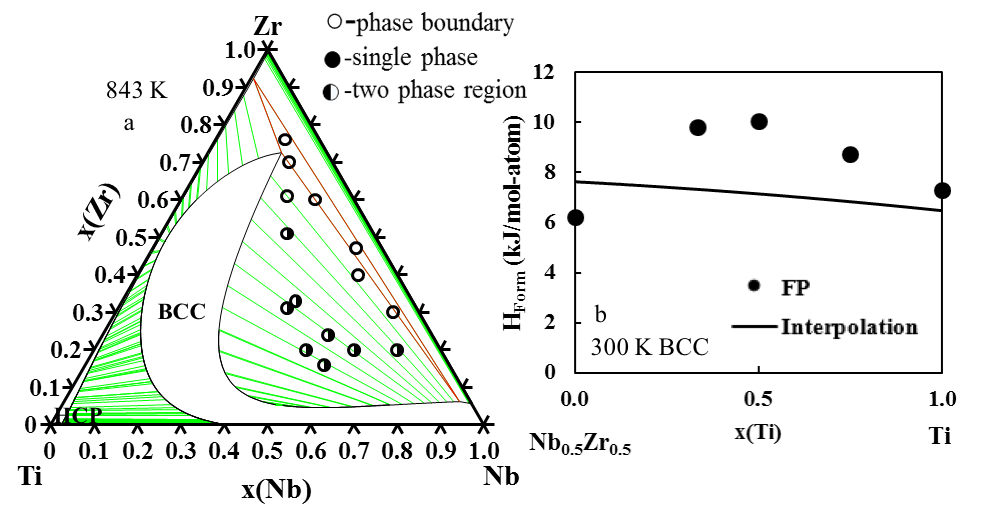 Zr
-phase boundary
-single phase
-two phase region
843 K
a
1.0
0.9
0.8
0.7
0.6
0.5
0.4
0.3
0.2
0.1
0
x(Zr)
BCC
HCP
0 0.1 0.2 0.3 0.4 0.5 0.6 0.7 0.8 0.9 1.0
Ti
Nb
x(Nb)
12
10
8
6
4
2
0
HForm (kJ/mol-atom)
FP
Interpolation
b
300 K BCC
0.0 0.5 1.0
x(Ti)
Nb0.5Zr0.5
Ti